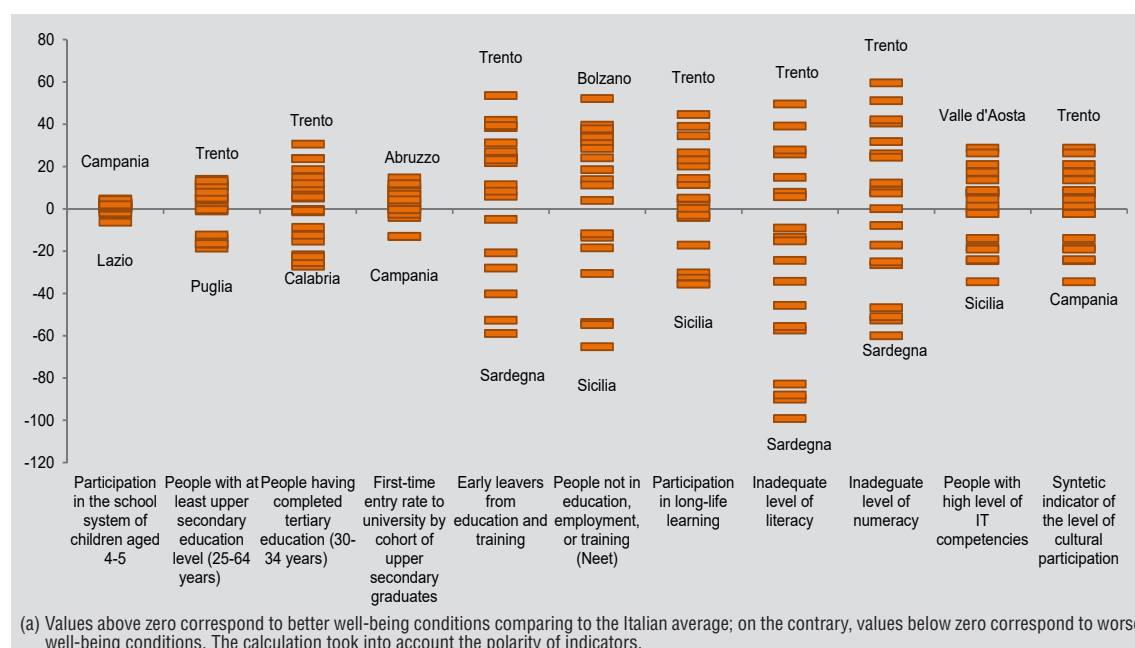 80
60
40
20
0
-20
-40
-60
-80
-100
-120
Campania
Lazio
Trento
Puglia
Trento
Calabria
Abruzzo
Campania
Trento
Sardegna
Bolzano
Sicilia
Trento
Sicilia
Trento
Sardegna
Trento
Sardegna
Valle d'Aosta
Sicilia
Trento
Campania
Participation
in the school
system of
children aged
4-5
People with at
least upper
secondary
education
level (25-64
years)
People having
completed
tertiary
education (30-
34 years)
First-time
entry rate to
university by
cohort of
upper
secondary
graduates
Early leavers
from
education and
training
People not in
education,
employment,
or training
(Neet)
Participation
in long-life
learning
Inadequate
level of
literacy
Inadeguate
level of
numeracy
People with
high level of
IT
competencies
Syntetic
indicator of
the level of
cultural
participation
(a) Values above zero correspond to better well-being conditions comparing to the Italian average; on the contrary, values below zero correspond to worse
well-being conditions. The calculation took into account the polarity of indicators.